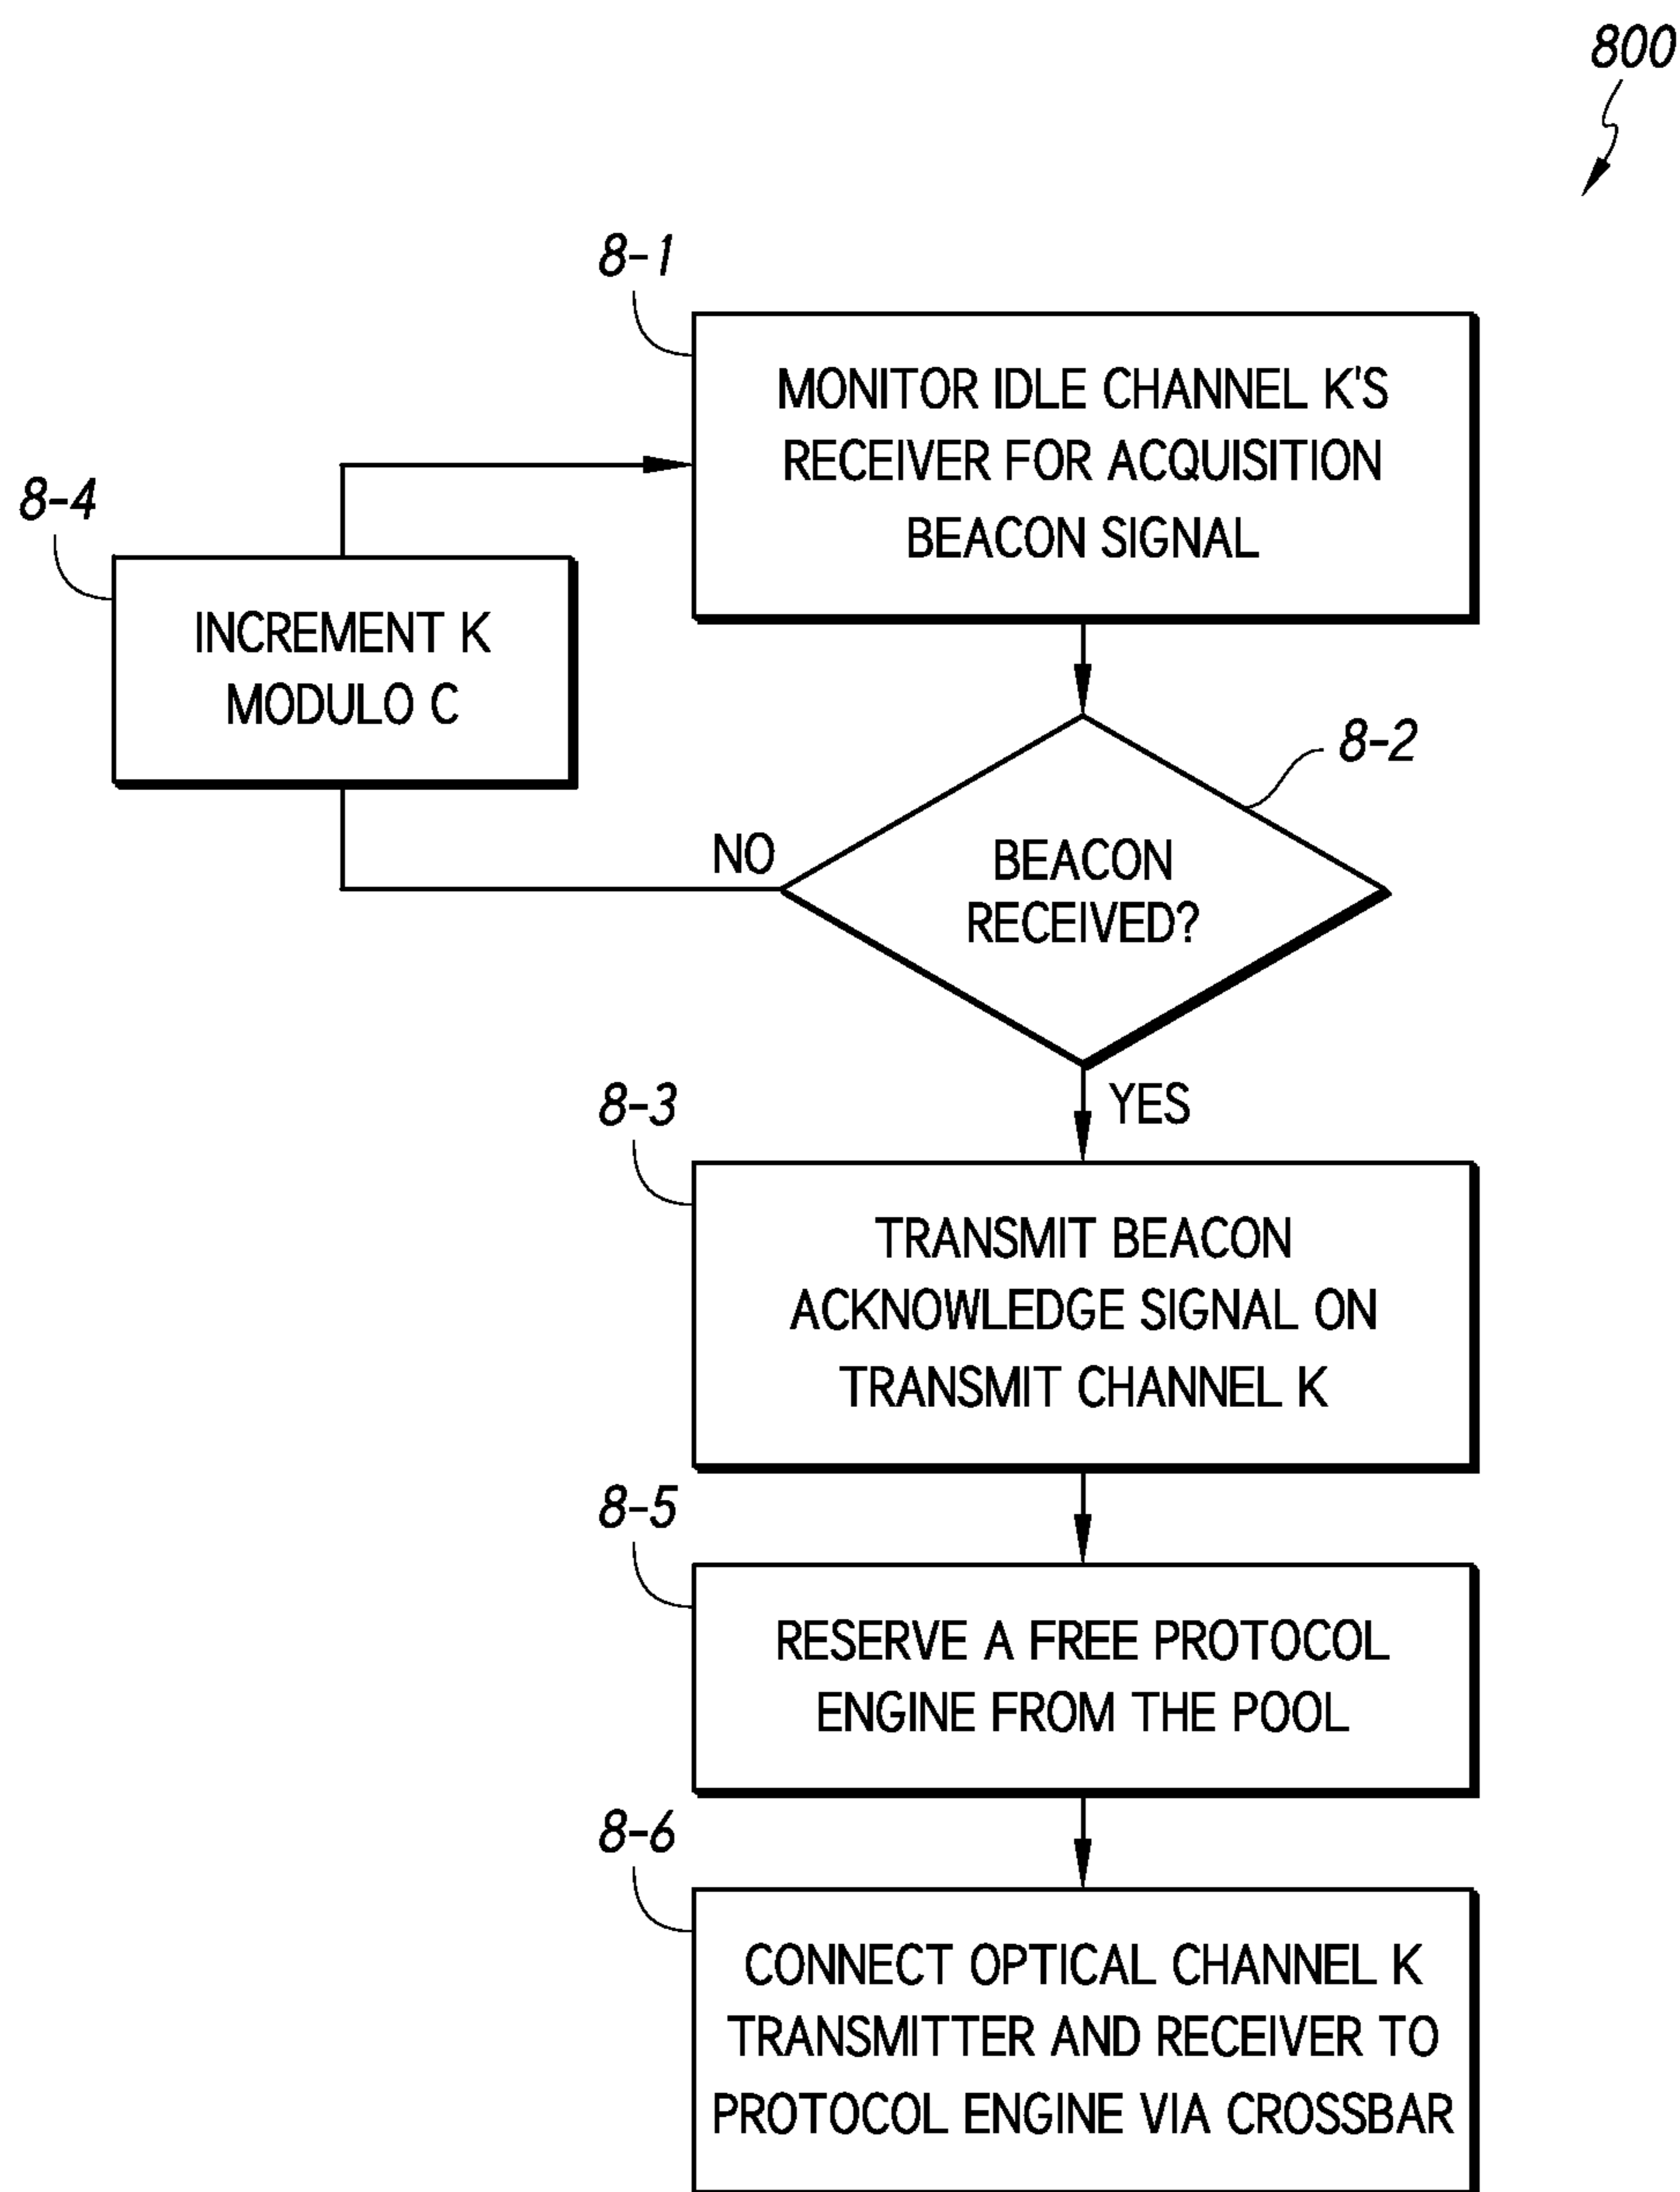 800
8-1
MONITOR IDLE CHANNEL K'S
RECEIVER FOR ACQUISITION
BEACON SIGNAL
8-4
INCREMENT K
MODULO C
8-2
NO
BEACON
RECEIVED?
YES
8-3
TRANSMIT BEACON
ACKNOWLEDGE SIGNAL ON
TRANSMIT CHANNEL K
8-5
RESERVE A FREE PROTOCOL
ENGINE FROM THE POOL
8-6
CONNECT OPTICAL CHANNEL K
TRANSMITTER AND RECEIVER TO
PROTOCOL ENGINE VIA CROSSBAR